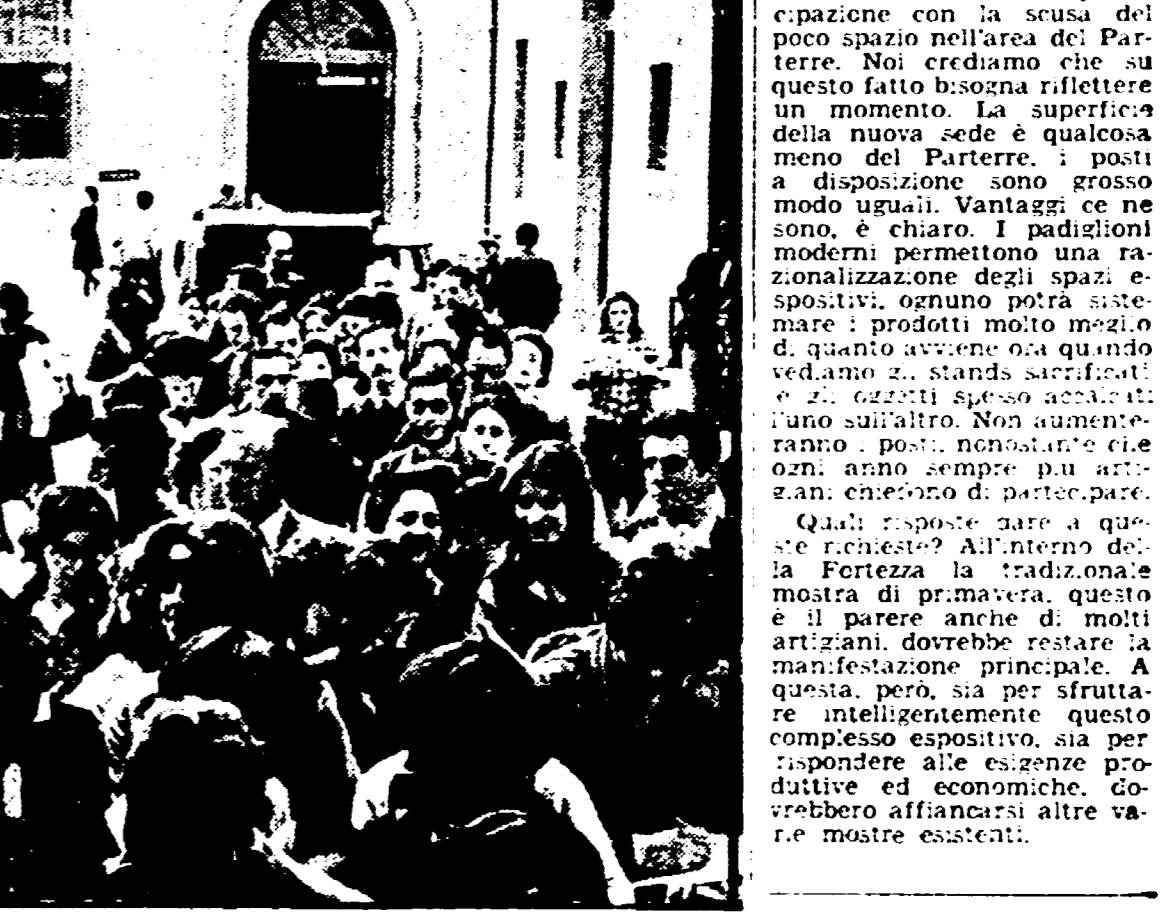 cipazione con la scusa del
poco spazio nell'area del Par-
terre. Noi crediamo che su
questo fatto bisogna riflettere
un momento. La superficie
della nuova sede è qualcosa
meno del Parterre, i posti
a disposizione sono grosso
modo uguali. Vantaggi ce ne
sono, è chiaro. I padiglioni
moderni permettono una ra-
zionalizzazione degli spazi e-
spositivi, ognuno potrà siste-
mare i prodotti molto meglio
di quanto avviene ora quando
vediamo gli stands sacrificati
e gli oggetti spesso accalcati
l'uno sull'altro. Non aumente-
ranno i posti, nonostante che
ogni anno sempre più arti-
giani chiedono di partecipare.
Quali risposte dare a que-
ste richieste? All'interno del-
la Fortezza la tradizionale
mostra di primavera, questo
è il parere anche di molti
artigiani, dovrebbe restare la
manifestazione principale. A
questa, però, sia per sfrutta-
re intelligentemente questo
complesso espositivo, sia per
rispondere alle esigenze pro-
duttive ed economiche, do-
vrebbero affiancarsi altre va-
rie mostre esistenti.